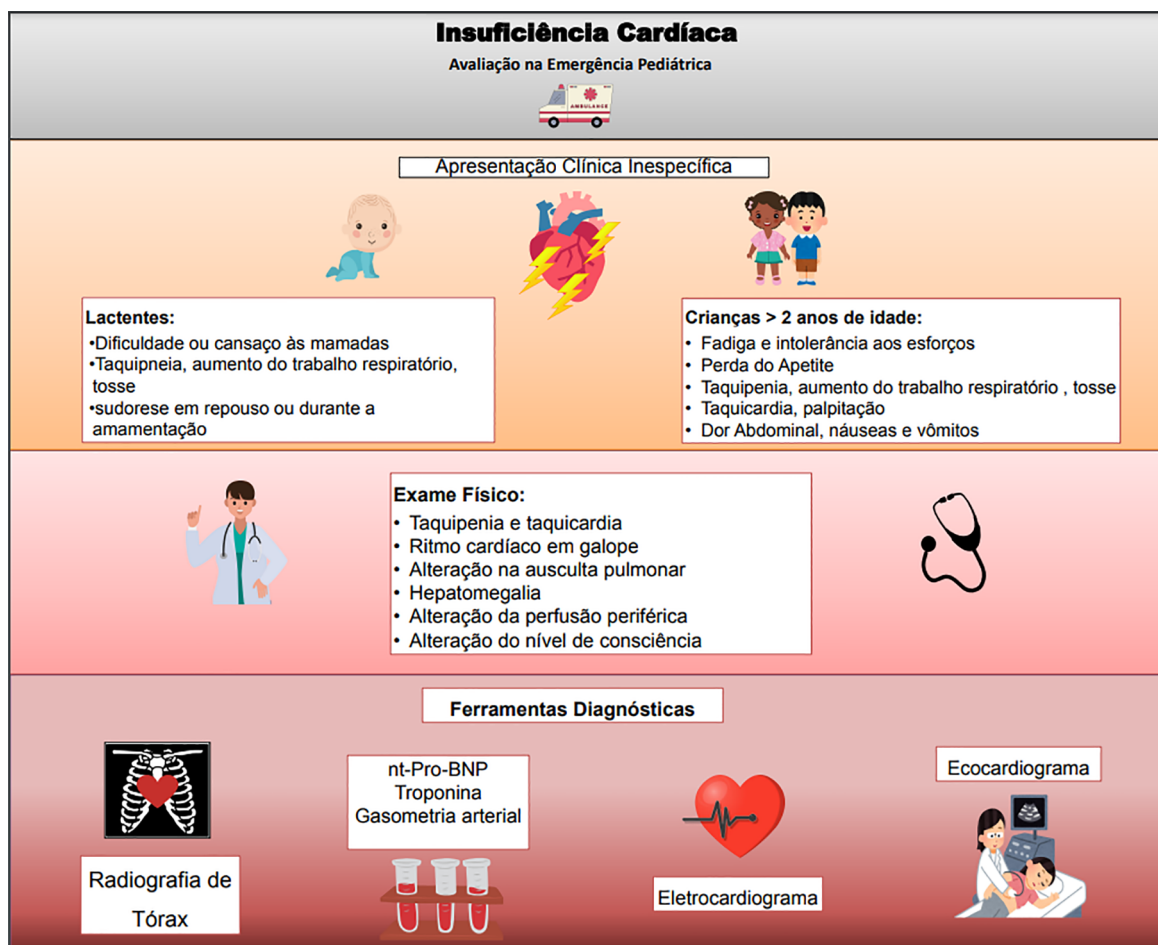 Insuficiência Cardíaca
Avaliação na Emergência Pediátrica
AMBULANCE
Apresentação Clínica Inespecífica
Lactentes:
•Dificuldade ou cansaço às mamadas
•Taquipneia, aumento do trabalho respiratório,
tosse
•sudorese em repouso ou durante a
amamentação
Crianças > 2 anos de idade:
• Fadiga e intolerância aos esforços
• Perda do Apetite
• Taquipenia, aumento do trabalho respiratório , tosse
• Taquicardia, palpitação
• Dor Abdominal, náuseas e vômitos
Exame Físico:
• Taquipenia e taquicardia
• Ritmo cardíaco em galope
• Alteração na ausculta pulmonar
• Hepatomegalia
• Alteração da perfusão periférica
• Alteração do nível de consciência
Ferramentas Diagnósticas
Radiografia de
Tórax
nt-Pro-BNP
Troponina
Gasometria arterial
Eletrocardiograma
Ecocardiograma